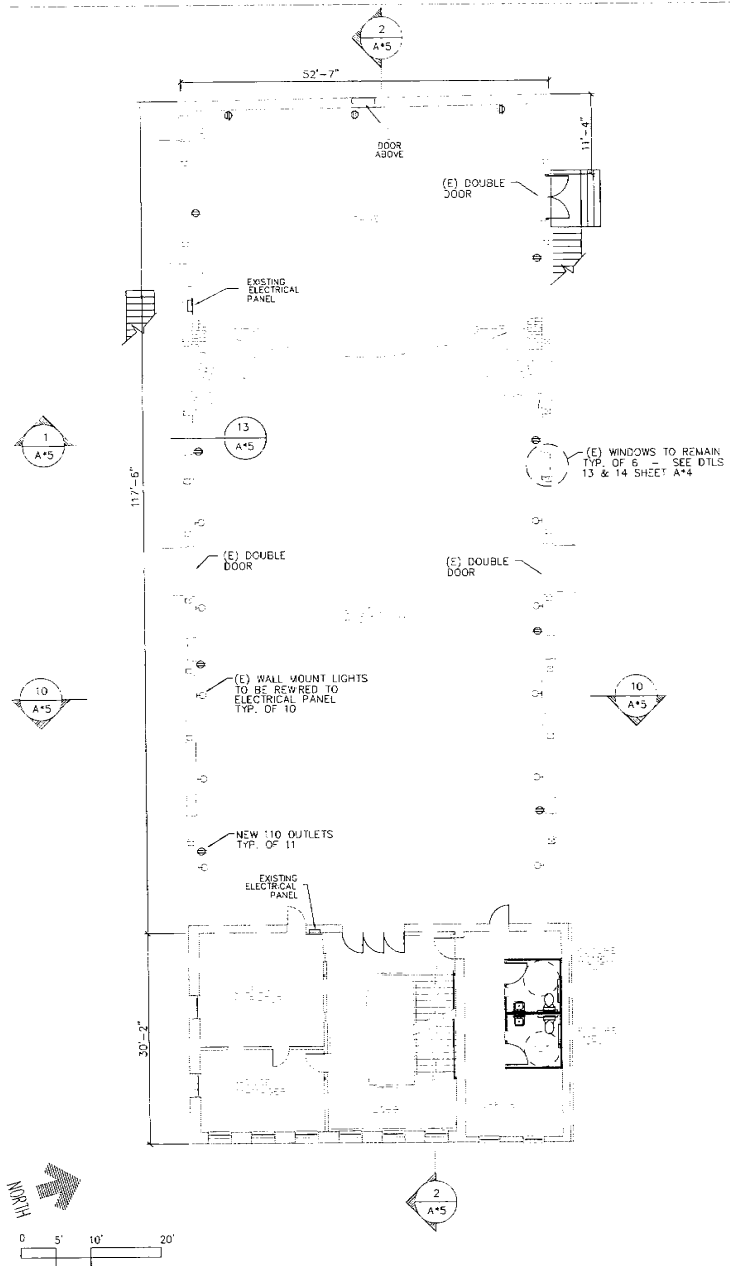 2
A*5
52'-7"
11'-4"
DOOR
ABOVE
(E) DOUBLE
DOOR
EXISTING
ELECTRICAL
PANEL
13
A*5
1
A*5
(E) WINDOWS TO REMAIN
TYP. OF 6 – SEE DTLS
13 & 14 SHEET A*4
117'-6"
(E) DOUBLE
DOOR
(E) DOUBLE
DOOR
10
A*5
(E) WALL MOUNT LIGHTS
TO BE REWRED TO
ELECTRICAL PANEL
TYP. OF 10
10
A*5
NEW 110 OUTLETS
TYP. OF 11
EXISTING
ELECTRICAL
PANEL
30'-2"
2
A*5
NORTH
0 5' 10' 20'